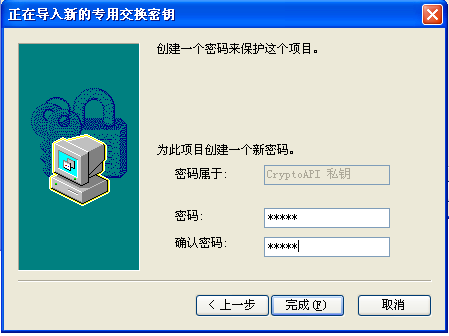 正在导入新的专用交换密钥
创建一个密码来保护这个项目。
为此项目创建一个新密码。
密码属于: CryptoAPI 私钥
密码: *****
确认密码: *****
< 上一步 完成(F) 取消